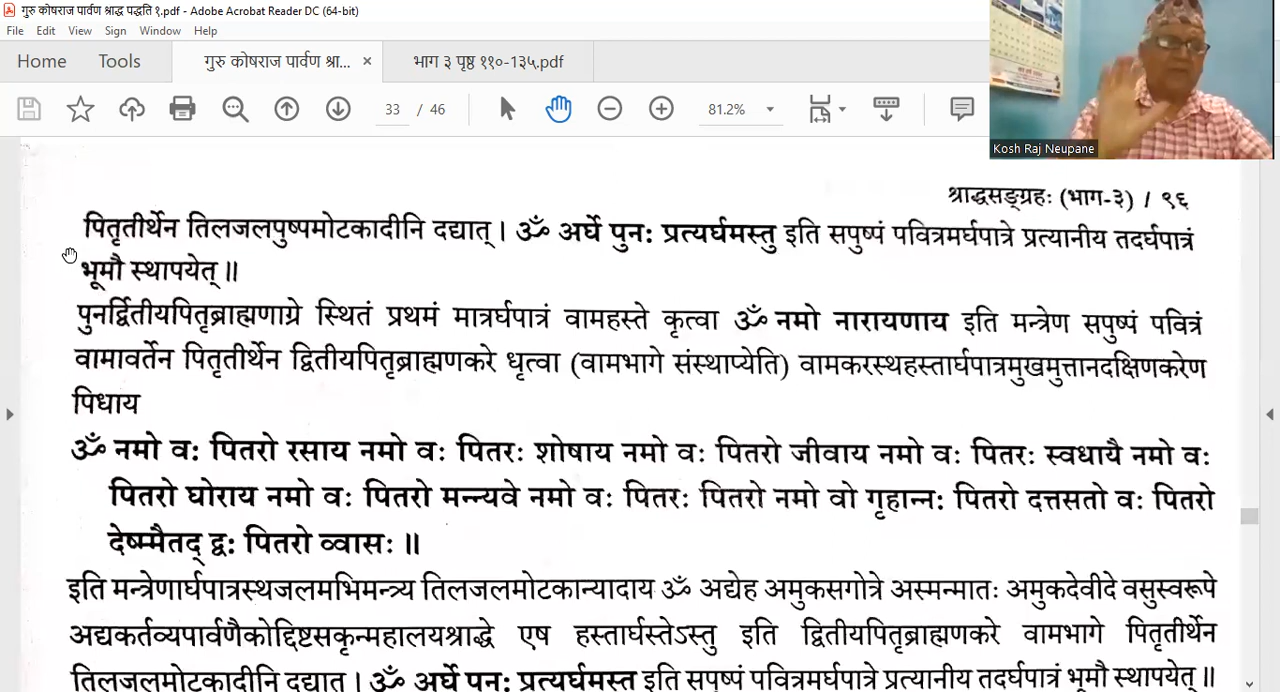 गुरु कोषराज पार्वण श्राद्ध पद्धति १.pdf - Adobe Acrobat Reader DC (64-bit)
File Edit View Sign Window Help
Home Tools गुरु कोषराज पार्वण श्रा... × भाग ३ पृष्ठ ११०-१३५.pdf
33 / 46 81.2%
Kosh Raj Neupane
श्राद्धसङ्ग्रहः (भाग-३) / ९६
पितृतीर्थेन तिलजलपुष्पमोटकादीनि दद्यात्। ॐ अर्घे पुनः प्रत्यर्घमस्तु इति सपुष्पं पवित्रमर्घपात्रे प्रत्यानीय तदर्घपात्रं
भूमौ स्थापयेत्॥
पुनर्द्वितीयपितृब्राह्मणाग्रे स्थितं प्रथमं मात्रर्घपात्रं वामहस्ते कृत्वा ॐ नमो नारायणाय इति मन्त्रेण सपुष्पं पवित्रं
वामावर्तेन पितृतीर्थेन द्वितीयपितृब्राह्मणकरे धृत्वा (वामभागे संस्थाप्येति) वामकरस्थहस्तार्घपात्रमुखमुत्तानदक्षिणकरेण
पिधाय
ॐ नमो वः पितरो रसाय नमो वः पितरः शोषाय नमो वः पितरो जीवाय नमो वः पितरः स्वधायै नमो वः
पितरो घोराय नमो वः पितरो मन्न्यवे नमो वः पितरः पितरो नमो वो गृहान्नः पितरो दत्तसतो वः पितरो
देष्म्मैतद् द्वः पितरो व्वासः॥
इति मन्त्रेणार्घपात्रस्थजलमभिमन्त्र्य तिलजलमोटकान्यादाय ॐ अद्येह अमुकसगोत्रे अस्मन्मातः अमुकदेवीदे वसुस्वरूपे
अद्यकर्तव्यपार्वणैकोद्दिष्टसकृन्महालयश्राद्धे एष हस्तार्घस्तेऽस्तु इति द्वितीयपितृब्राह्मणकरे वामभागे पितृतीर्थेन
तिलजलमोटकादीनि दद्यात्। ॐ अर्घे पुनः प्रत्यर्घमस्त इति सपुष्पं पवित्रमर्घपात्रे प्रत्यानीय तदर्घपात्रं भूमौ स्थापयेत्॥